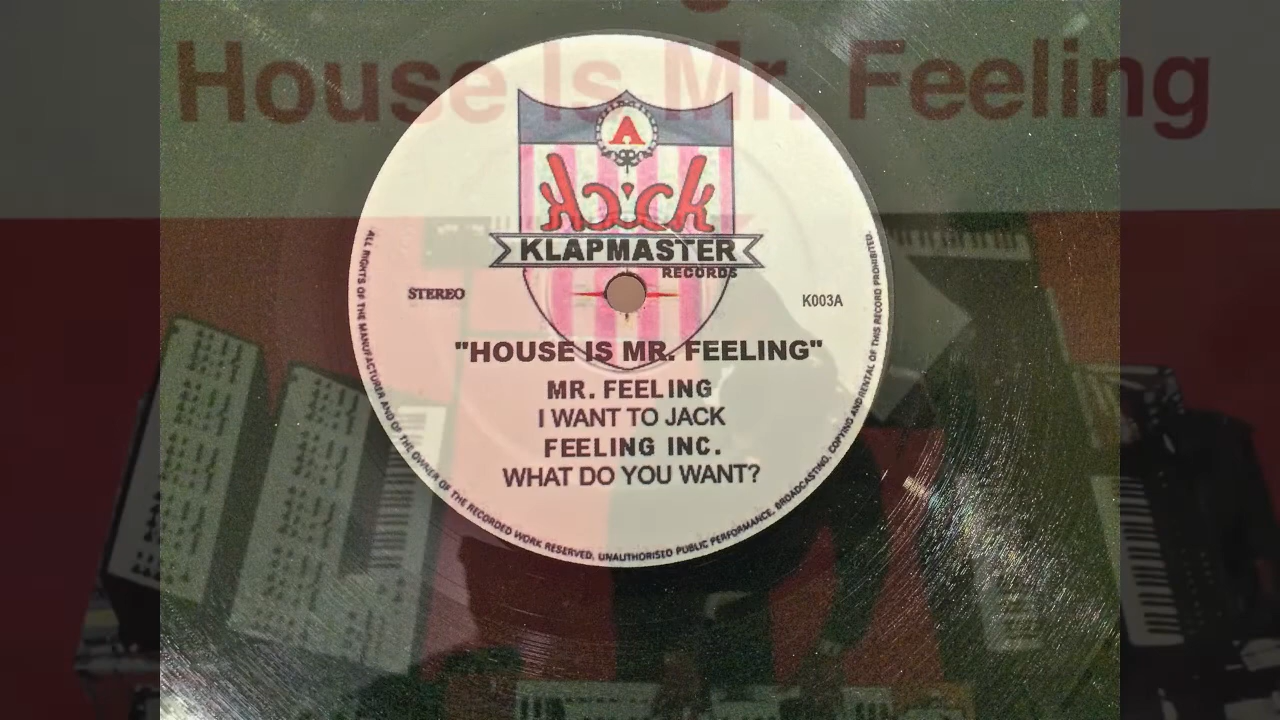 House Is Mr. Feeling
A
KLAPMASTER
RECORDS
STEREO
K003A
"HOUSE IS MR. FEELING"
MR. FEELING
I WANT TO JACK
FEELING INC.
WHAT DO YOU WANT?
ALL RIGHTS OF THE MANUFACTURER AND OF THE OWNER OF THE RECORDED WORK RESERVED. UNAUTHORISED PUBLIC PERFORMANCE, BROADCASTING, COPYING AND RENTAL OF THIS RECORD PROHIBITED.